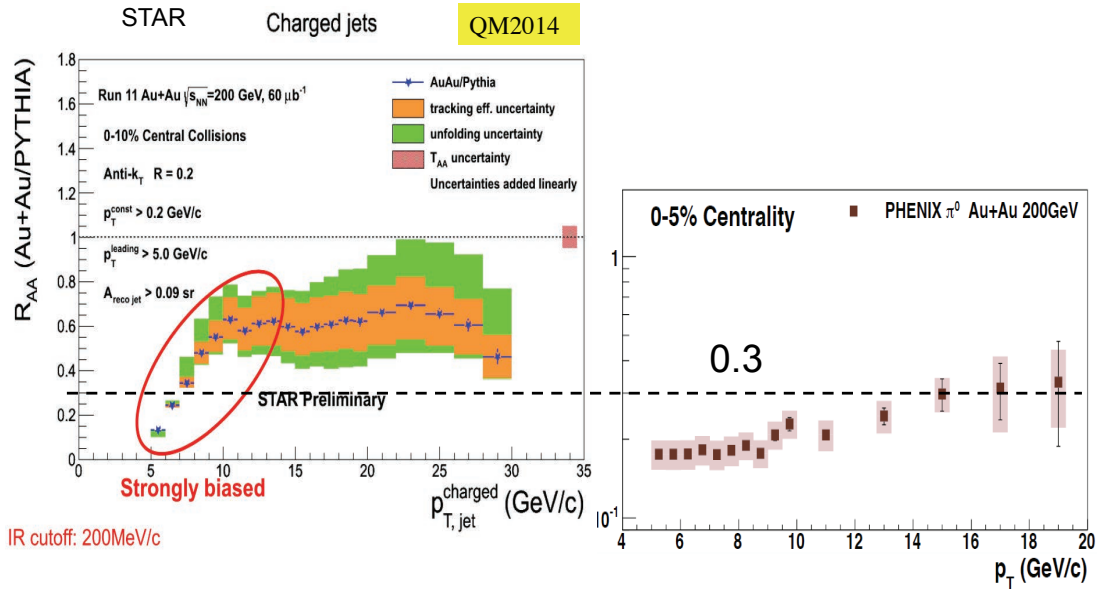 STAR
Charged jets
QM2014
R_AA (Au+Au/PYTHIA)
1.8
1.6
1.4
1.2
1
0.8
0.6
0.4
0.2
0
Run 11 Au+Au √s_NN=200 GeV, 60 μb⁻¹
0-10% Central Collisions
Anti-k_T R = 0.2
p_T^const > 0.2 GeV/c
p_T^leading > 5.0 GeV/c
A_reco jet > 0.09 sr
AuAu/Pythia
tracking eff. uncertainty
unfolding uncertainty
T_AA uncertainty
Uncertainties added linearly
STAR Preliminary
0 5 10 15 20 25 30 35
Strongly biased
p_T, jet^charged (GeV/c)
IR cutoff: 200MeV/c
0-5% Centrality
PHENIX π⁰ Au+Au 200GeV
1
0.3
10⁻¹
4 6 8 10 12 14 16 18 20
p_T (GeV/c)